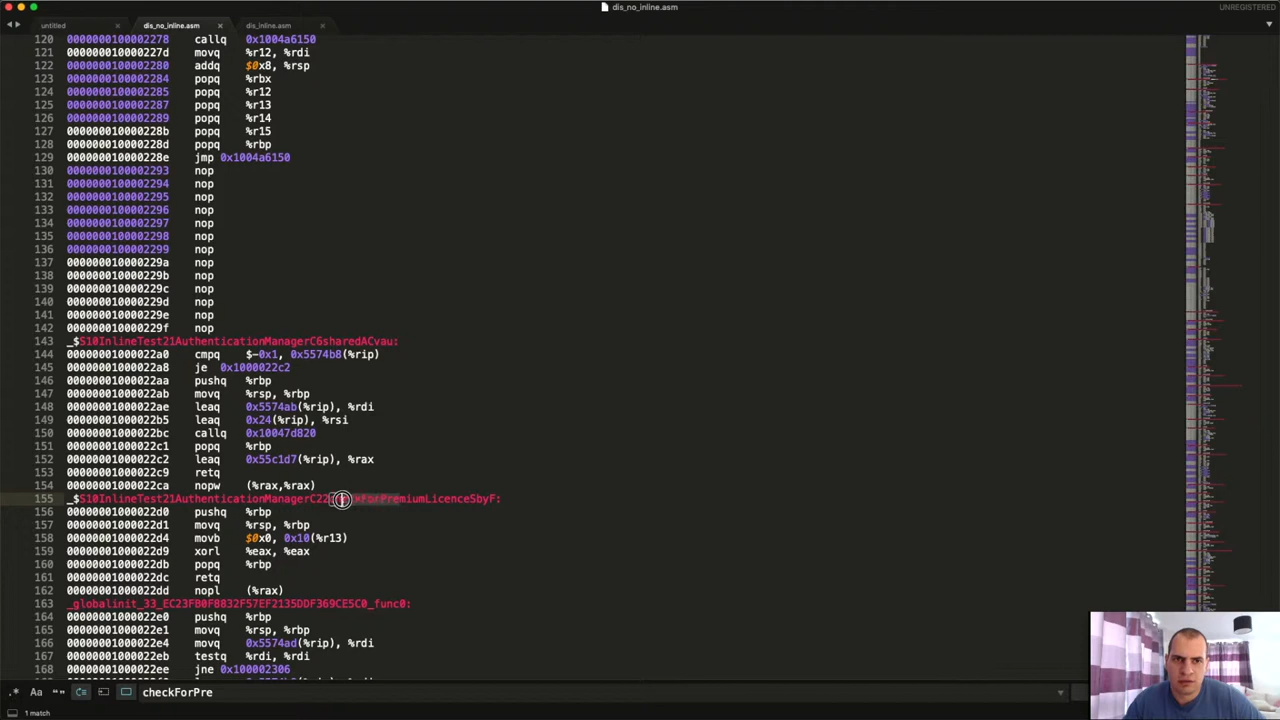 dis_no_inline.asm
UNREGISTERED
untitled × dis_no_inline.asm × dis_inline.asm ×
120 0000000100002278 callq 0x1004a6150
121 000000010000227d movq %r12, %rdi
122 0000000100002280 addq $0x8, %rsp
123 0000000100002284 popq %rbx
124 0000000100002285 popq %r12
125 0000000100002287 popq %r13
126 0000000100002289 popq %r14
127 000000010000228b popq %r15
128 000000010000228d popq %rbp
129 000000010000228e jmp 0x1004a6150
130 0000000100002293 nop
131 0000000100002294 nop
132 0000000100002295 nop
133 0000000100002296 nop
134 0000000100002297 nop
135 0000000100002298 nop
136 0000000100002299 nop
137 000000010000229a nop
138 000000010000229b nop
139 000000010000229c nop
140 000000010000229d nop
141 000000010000229e nop
142 000000010000229f nop
143 _$S10InlineTest21AuthenticationManagerC6sharedACvau:
144 00000001000022a0 cmpq $-0x1, 0x5574b8(%rip)
145 00000001000022a8 je 0x1000022c2
146 00000001000022aa pushq %rbp
147 00000001000022ab movq %rsp, %rbp
148 00000001000022ae leaq 0x5574ab(%rip), %rdi
149 00000001000022b5 leaq 0x24(%rip), %rsi
150 00000001000022bc callq 0x10047d820
151 00000001000022c1 popq %rbp
152 00000001000022c2 leaq 0x55c1d7(%rip), %rax
153 00000001000022c9 retq
154 00000001000022ca nopw (%rax,%rax)
155 _$S10InlineTest21AuthenticationManagerC22 ForPremiumLicenceSbyF:
156 00000001000022d0 pushq %rbp
157 00000001000022d1 movq %rsp, %rbp
158 00000001000022d4 movb $0x0, 0x10(%r13)
159 00000001000022d9 xorl %eax, %eax
160 00000001000022db popq %rbp
161 00000001000022dc retq
162 00000001000022dd nopl (%rax)
163 _globalinit_33_EC23FB0F8832F57EF2135DDF369CE5C0_func0:
164 00000001000022e0 pushq %rbp
165 00000001000022e1 movq %rsp, %rbp
166 00000001000022e4 movq 0x5574ad(%rip), %rdi
167 00000001000022eb testq %rdi, %rdi
168 00000001000022ee jne 0x100002306
.* Aa “” checkForPre
1 match